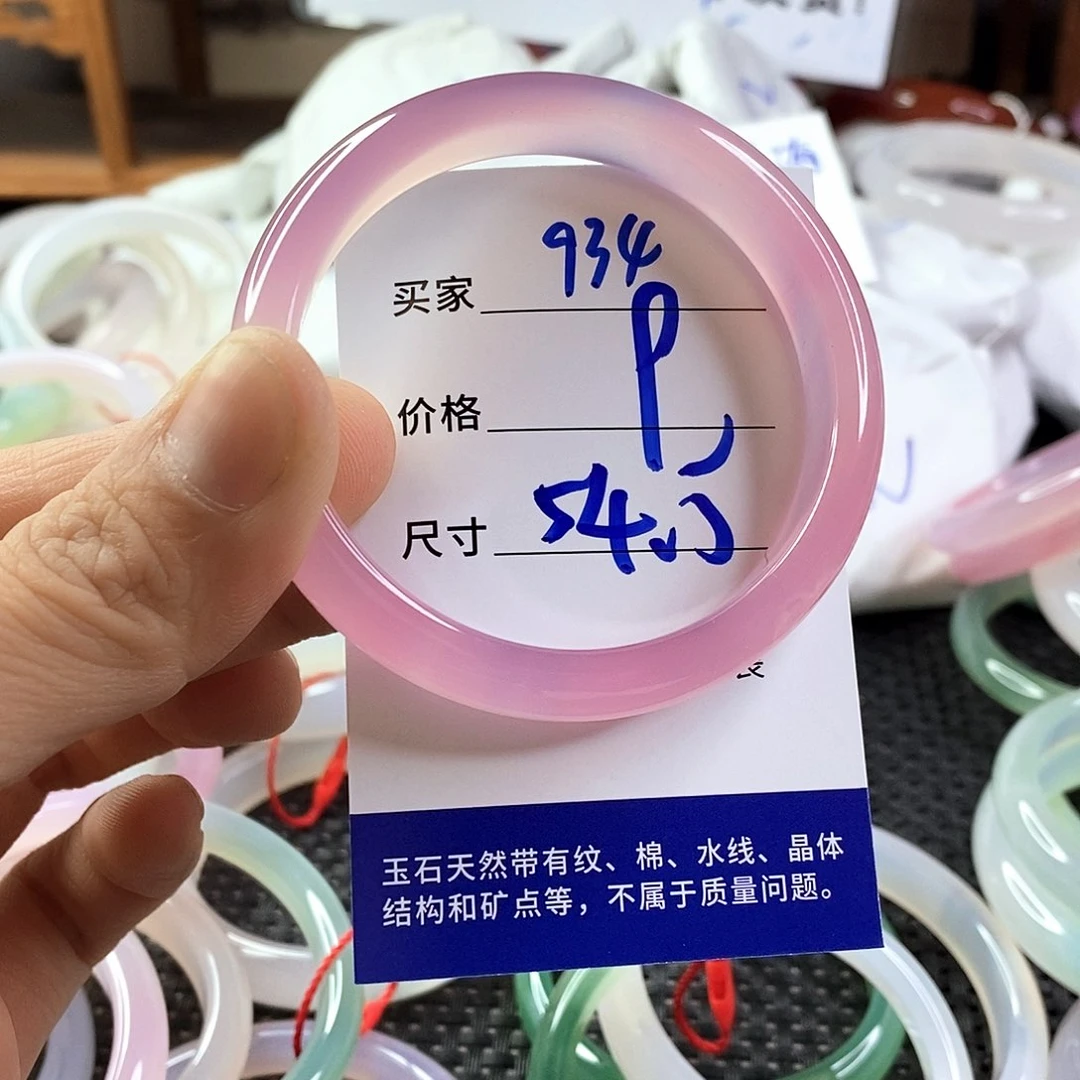 买家 934
价格
尺寸 54
玉石天然带有纹、棉、水线、晶体
结构和矿点等，不属于质量问题。